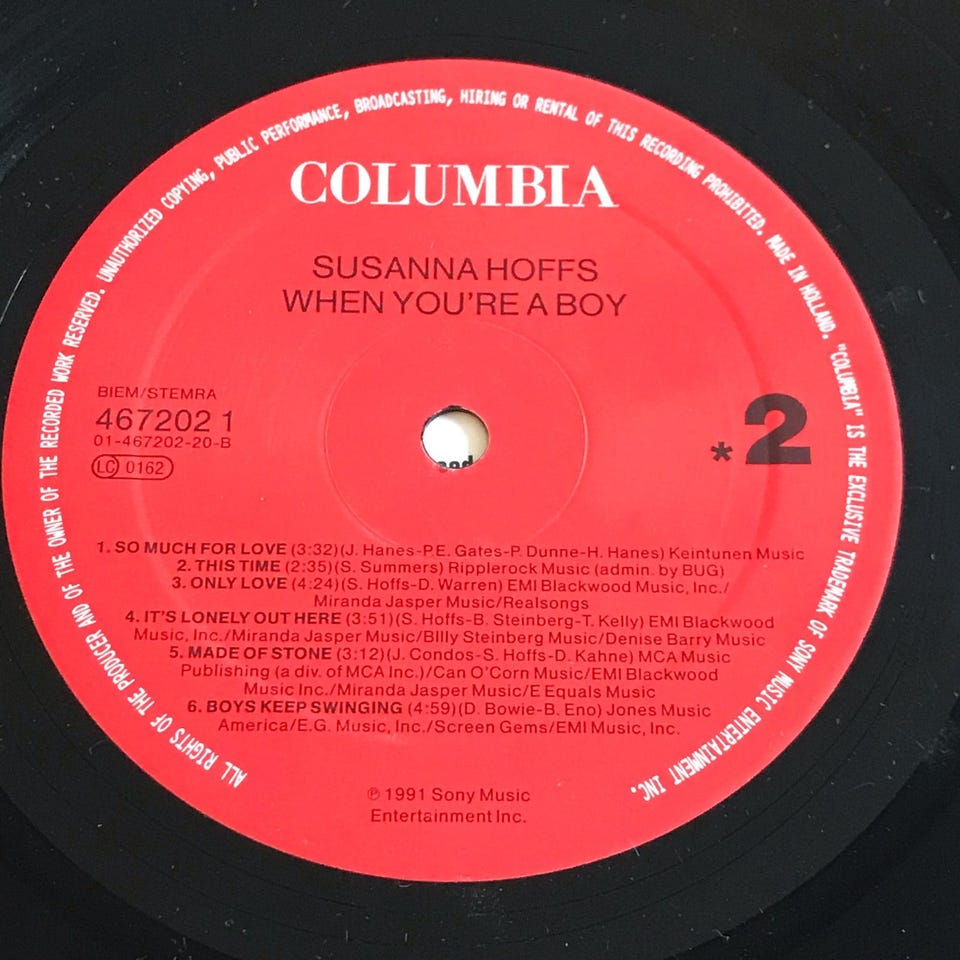 ALL RIGHTS OF THE PRODUCER AND OF THE OWNER OF THE RECORDED WORK RESERVED. UNAUTHORIZED COPYING, PUBLIC PERFORMANCE, BROADCASTING, HIRING OR RENTAL OF THIS RECORDING PROHIBITED. MADE IN HOLLAND. "COLUMBIA" IS THE EXCLUSIVE TRADEMARK OF SONY MUSIC ENTERTAINMENT INC.
COLUMBIA
SUSANNA HOFFS
WHEN YOU'RE A BOY
BIEM/STEMRA
467202 1
01-467202-20-B
LC 0162
*2
1. SO MUCH FOR LOVE (3:32)(J. Hanes-P.E. Gates-P. Dunne-H. Hanes) Keintunen Music
2. THIS TIME (2:35)(S. Summers) Ripplerock Music (admin. by BUG)
3. ONLY LOVE (4:24)(S. Hoffs-D. Warren) EMI Blackwood Music, Inc./
Miranda Jasper Music/Realsongs
4. IT'S LONELY OUT HERE (3:51)(S. Hoffs-B. Steinberg-T. Kelly) EMI Blackwood
Music, Inc./Miranda Jasper Music/BIlly Steinberg Music/Denise Barry Music
5. MADE OF STONE (3:12)(J. Condos-S. Hoffs-D. Kahne) MCA Music
Publishing (a div. of MCA Inc.)/Can O'Corn Music/EMI Blackwood
Music Inc./Miranda Jasper Music/E Equals Music
6. BOYS KEEP SWINGING (4:59)(D. Bowie-B. Eno) Jones Music
America/E.G. Music, Inc./Screen Gems/EMI Music, Inc.
℗ 1991 Sony Music
Entertainment Inc.